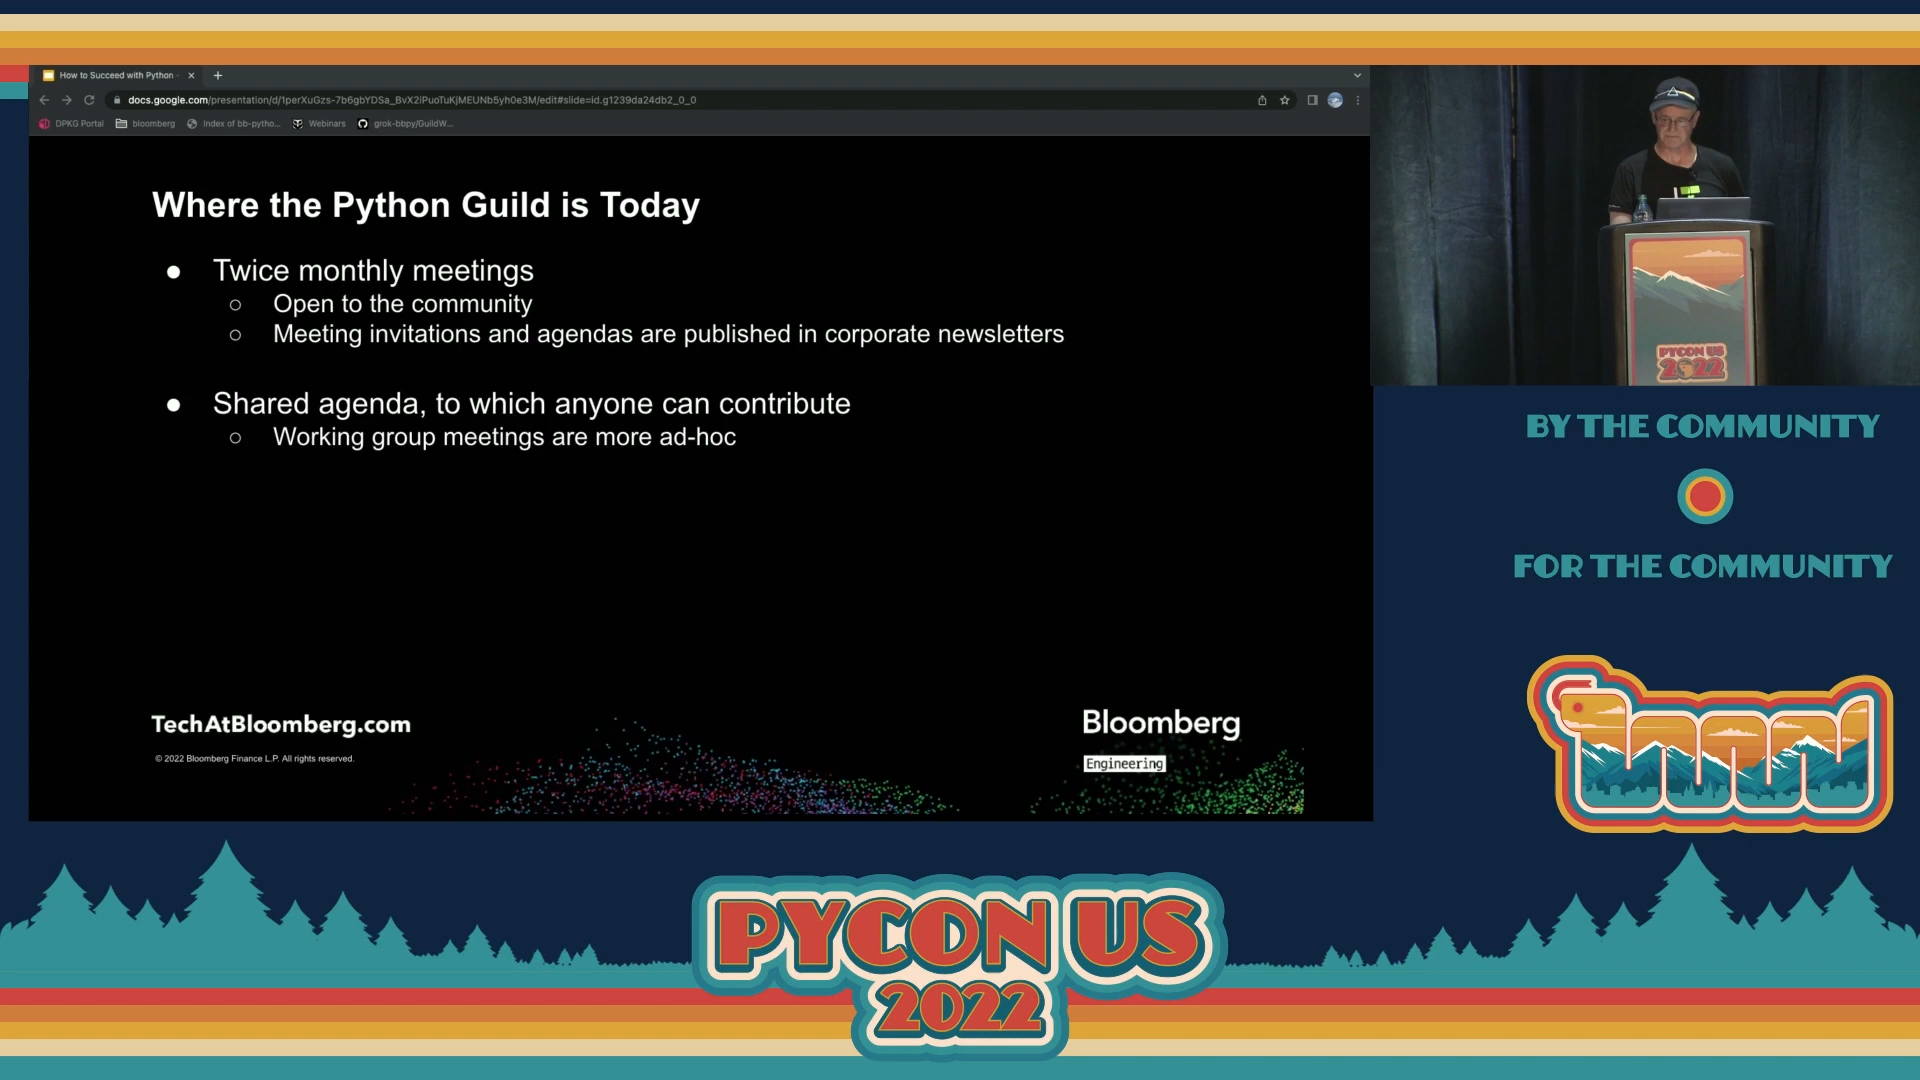 How to Succeed with Python
docs.google.com/presentation/d/1perXuGzs-7b6gbYDSa_BvX2iPuoTuKjMEUNb5yh0e3M/edit#slide=id.g1239da24db2_0_0
DPKG Portal bloomberg Index of bb-pytho... Webinars grok-bbpy/GuildW...
Where the Python Guild is Today
● Twice monthly meetings
○ Open to the community
○ Meeting invitations and agendas are published in corporate newsletters
● Shared agenda, to which anyone can contribute
○ Working group meetings are more ad-hoc
TechAtBloomberg.com
© 2022 Bloomberg Finance L.P. All rights reserved.
Bloomberg
Engineering
PYCON US
2022
BY THE COMMUNITY
FOR THE COMMUNITY
PYCON US
2022